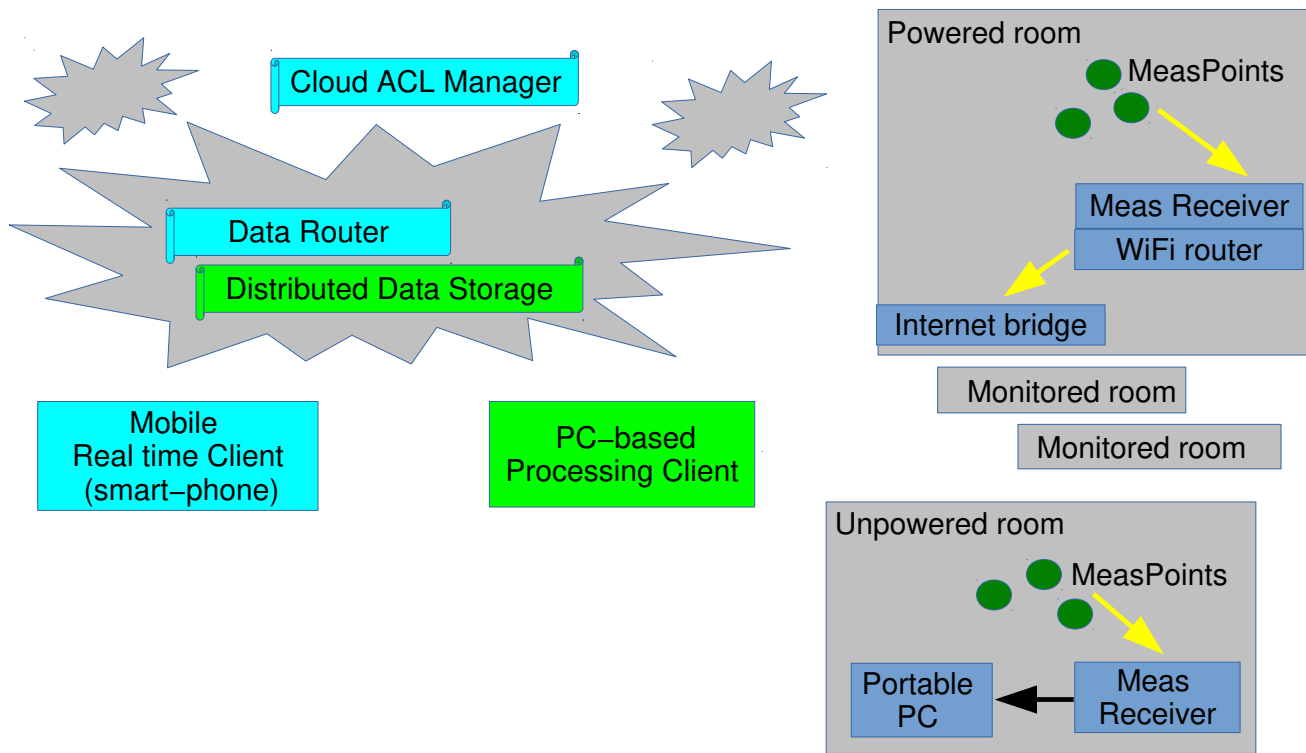 Cloud ACL Manager
Data Router
Distributed Data Storage
Mobile
Real time Client
(smart−phone)
PC−based
Processing Client
Powered room
MeasPoints
Meas Receiver
WiFi router
Internet bridge
Monitored room
Monitored room
Unpowered room
MeasPoints
Portable
PC
Meas
Receiver